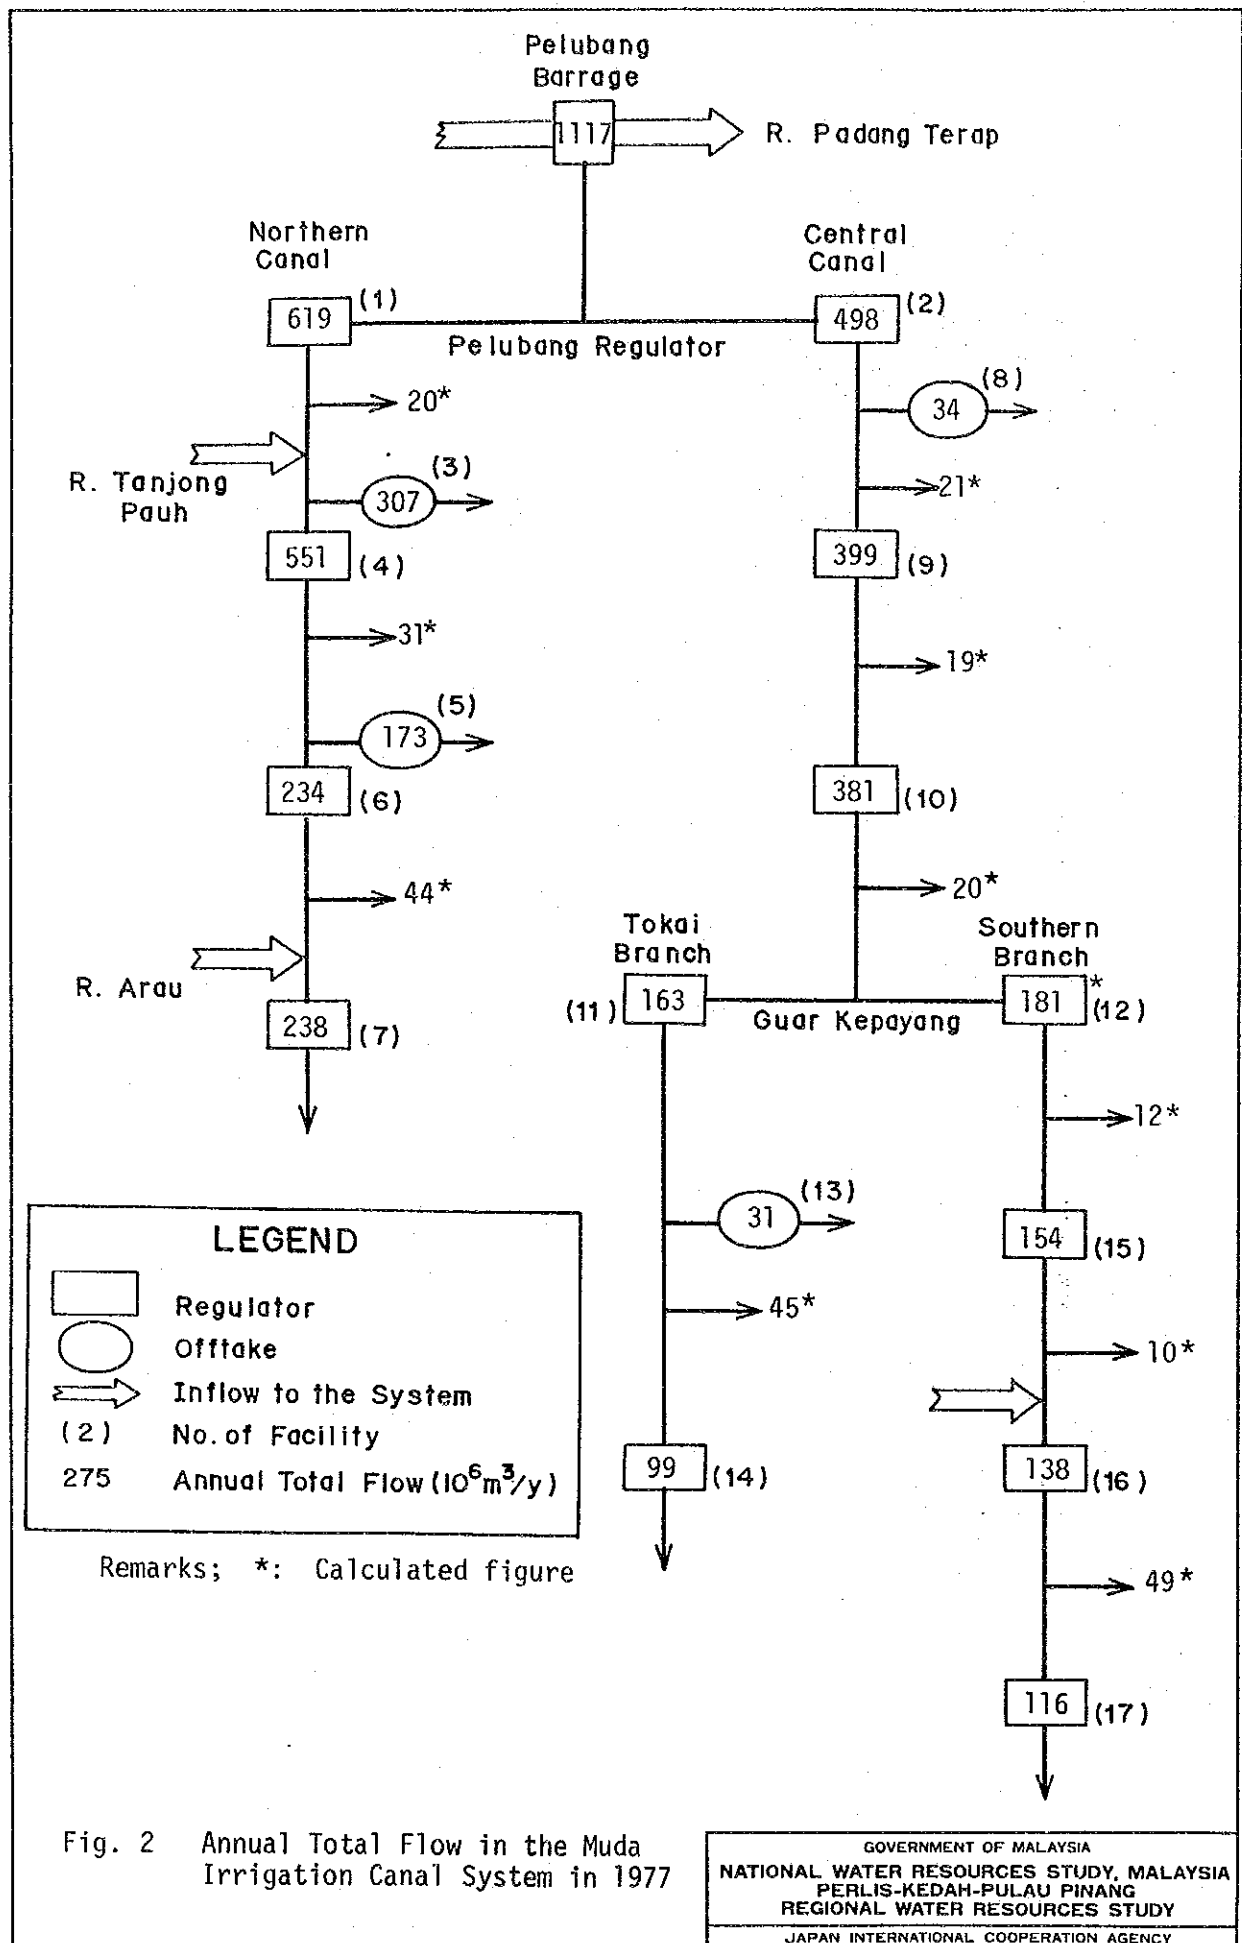 Pelubang
Barrage
1117
R. Padang Terap
Northern
Canal
Central
Canal
619
(1)
498
(2)
Pelubang Regulator
20*
(8)
34
R. Tanjong
Pauh
(3)
307
21*
551
(4)
399
(9)
31*
19*
(5)
173
234
(6)
381
(10)
44*
20*
Tokai
Branch
Southern
Branch
R. Arau
(11)
163
Guar Kepayang
181
*
(12)
238
(7)
12*
(13)
31
154
(15)
45*
10*
99
(14)
138
(16)
49*
116
(17)
LEGEND
Regulator
Offtake
Inflow to the System
(2) No. of Facility
275 Annual Total Flow (10⁶m³/y)
Remarks; *: Calculated figure
Fig. 2 Annual Total Flow in the Muda
Irrigation Canal System in 1977
GOVERNMENT OF MALAYSIA
NATIONAL WATER RESOURCES STUDY, MALAYSIA
PERLIS-KEDAH-PULAU PINANG
REGIONAL WATER RESOURCES STUDY
JAPAN INTERNATIONAL COOPERATION AGENCY